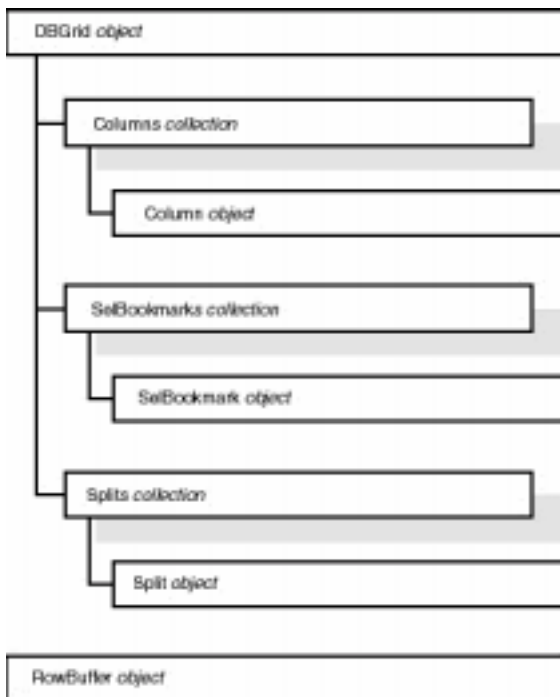 DBGrid object
Columns collection
Column object
SelBookmarks collection
SelBookmark object
Splits collection
Split object
RowBuffer object